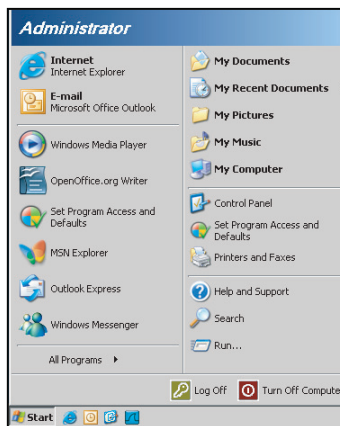 Administrator
Internet
Internet Explorer
E-mail
Microsoft Office Outlook
Windows Media Player
OpenOffice.org Writer
Set Program Access and
Defaults
MSN Explorer
Outlook Express
Windows Messenger
All Programs
My Documents
My Recent Documents
My Pictures
My Music
My Computer
Control Panel
Set Program Access and
Defaults
Printers and Faxes
Help and Support
Search
Run...
Log Off Turn Off Compute
Start